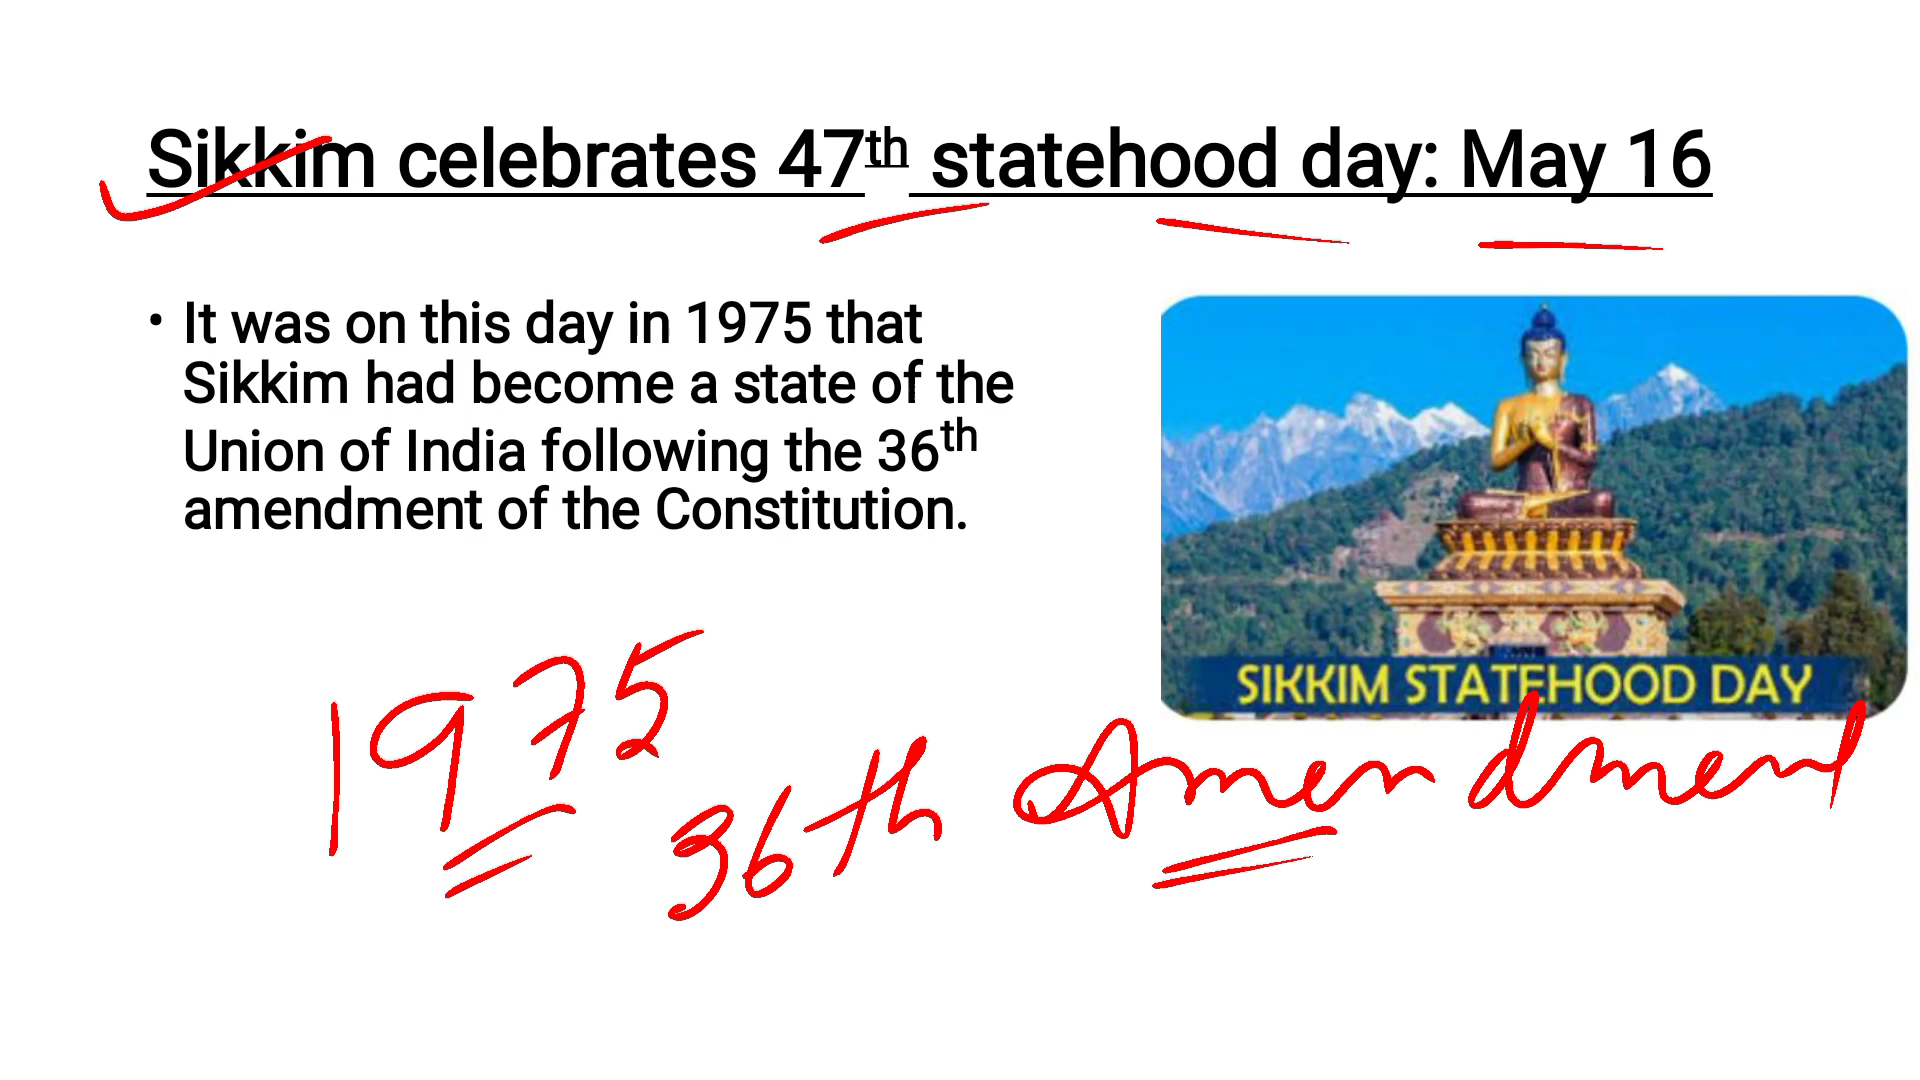 Sikkim celebrates 47th statehood day: May 16
• It was on this day in 1975 that
Sikkim had become a state of the
Union of India following the 36th
amendment of the Constitution.
SIKKIM STATEHOOD DAY
1975
36th Amendment